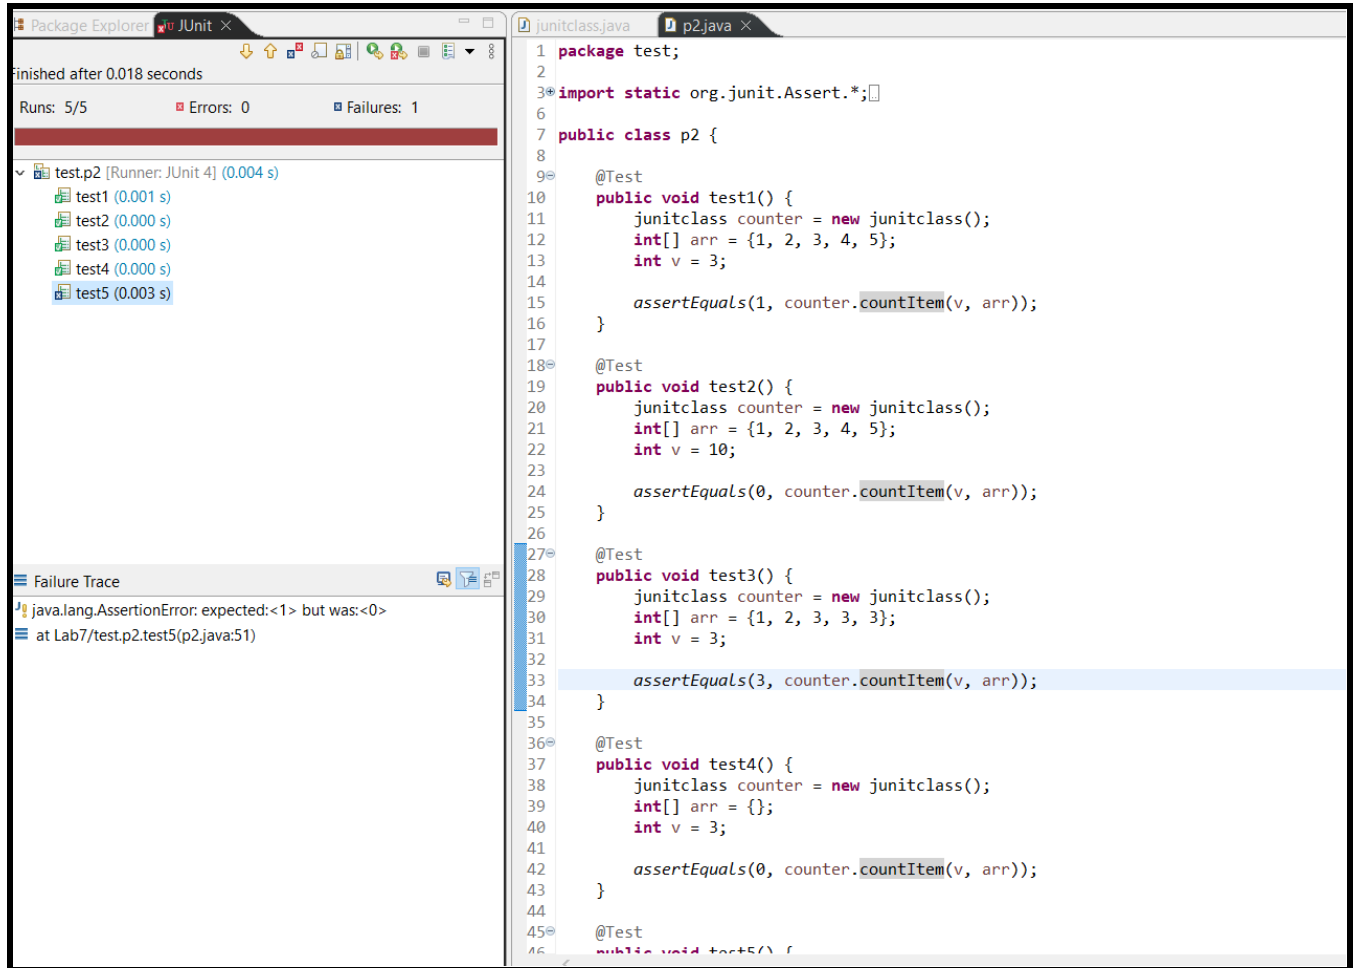 Package Explorer JUnit
Finished after 0.018 seconds
Runs: 5/5 Errors: 0 Failures: 1
test.p2 [Runner: JUnit 4] (0.004 s)
test1 (0.001 s)
test2 (0.000 s)
test3 (0.000 s)
test4 (0.000 s)
test5 (0.003 s)
Failure Trace
java.lang.AssertionError: expected:<1> but was:<0>
at Lab7/test.p2.test5(p2.java:51)
junitclass.java p2.java
1 package test;
2
3 import static org.junit.Assert.*;
6
7 public class p2 {
8
9 @Test
10 public void test1() {
11 junitclass counter = new junitclass();
12 int[] arr = {1, 2, 3, 4, 5};
13 int v = 3;
14
15 assertEquals(1, counter.countItem(v, arr));
16 }
17
18 @Test
19 public void test2() {
20 junitclass counter = new junitclass();
21 int[] arr = {1, 2, 3, 4, 5};
22 int v = 10;
23
24 assertEquals(0, counter.countItem(v, arr));
25 }
26
27 @Test
28 public void test3() {
29 junitclass counter = new junitclass();
30 int[] arr = {1, 2, 3, 3, 3};
31 int v = 3;
32
33 assertEquals(3, counter.countItem(v, arr));
34 }
35
36 @Test
37 public void test4() {
38 junitclass counter = new junitclass();
39 int[] arr = {};
40 int v = 3;
41
42 assertEquals(0, counter.countItem(v, arr));
43 }
44
45 @Test
46 public void test5() {